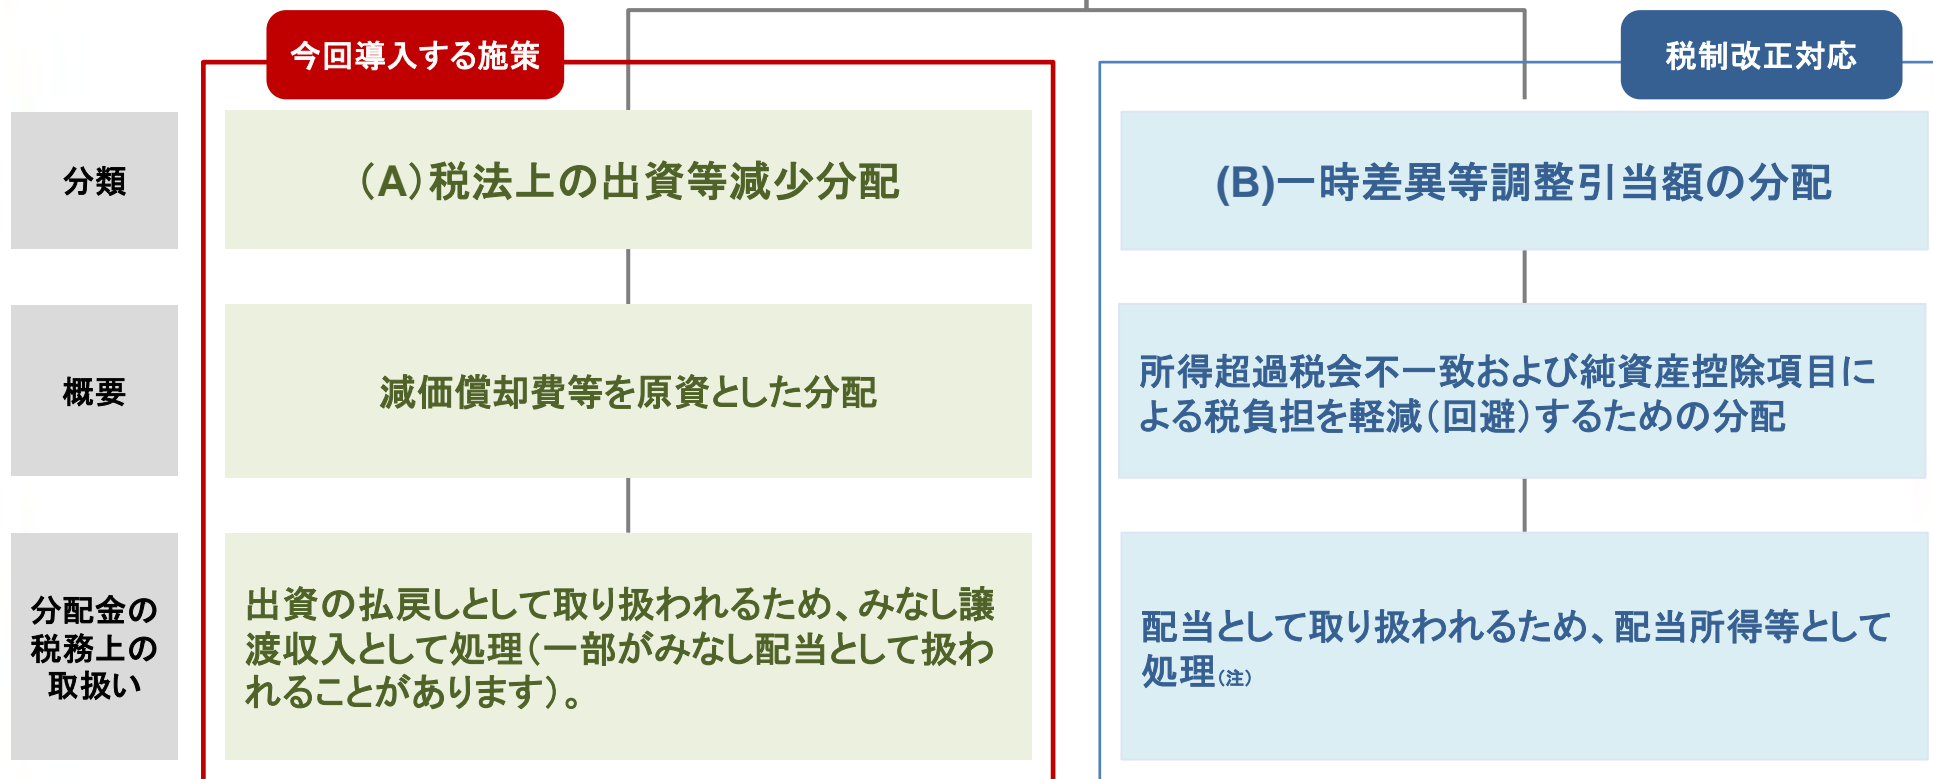 今回導入する施策
税制改正対応
分類
(A)税法上の出資等減少分配
(B)一時差異等調整引当額の分配
概要
減価償却費等を原資とした分配
所得超過税会不一致および純資産控除項目に
よる税負担を軽減(回避)するための分配
分配金の
税務上の
取扱い
出資の払戻しとして取り扱われるため、みなし譲
渡収入として処理(一部がみなし配当として扱わ
れることがあります)。
配当として取り扱われるため、配当所得等として
処理(注)